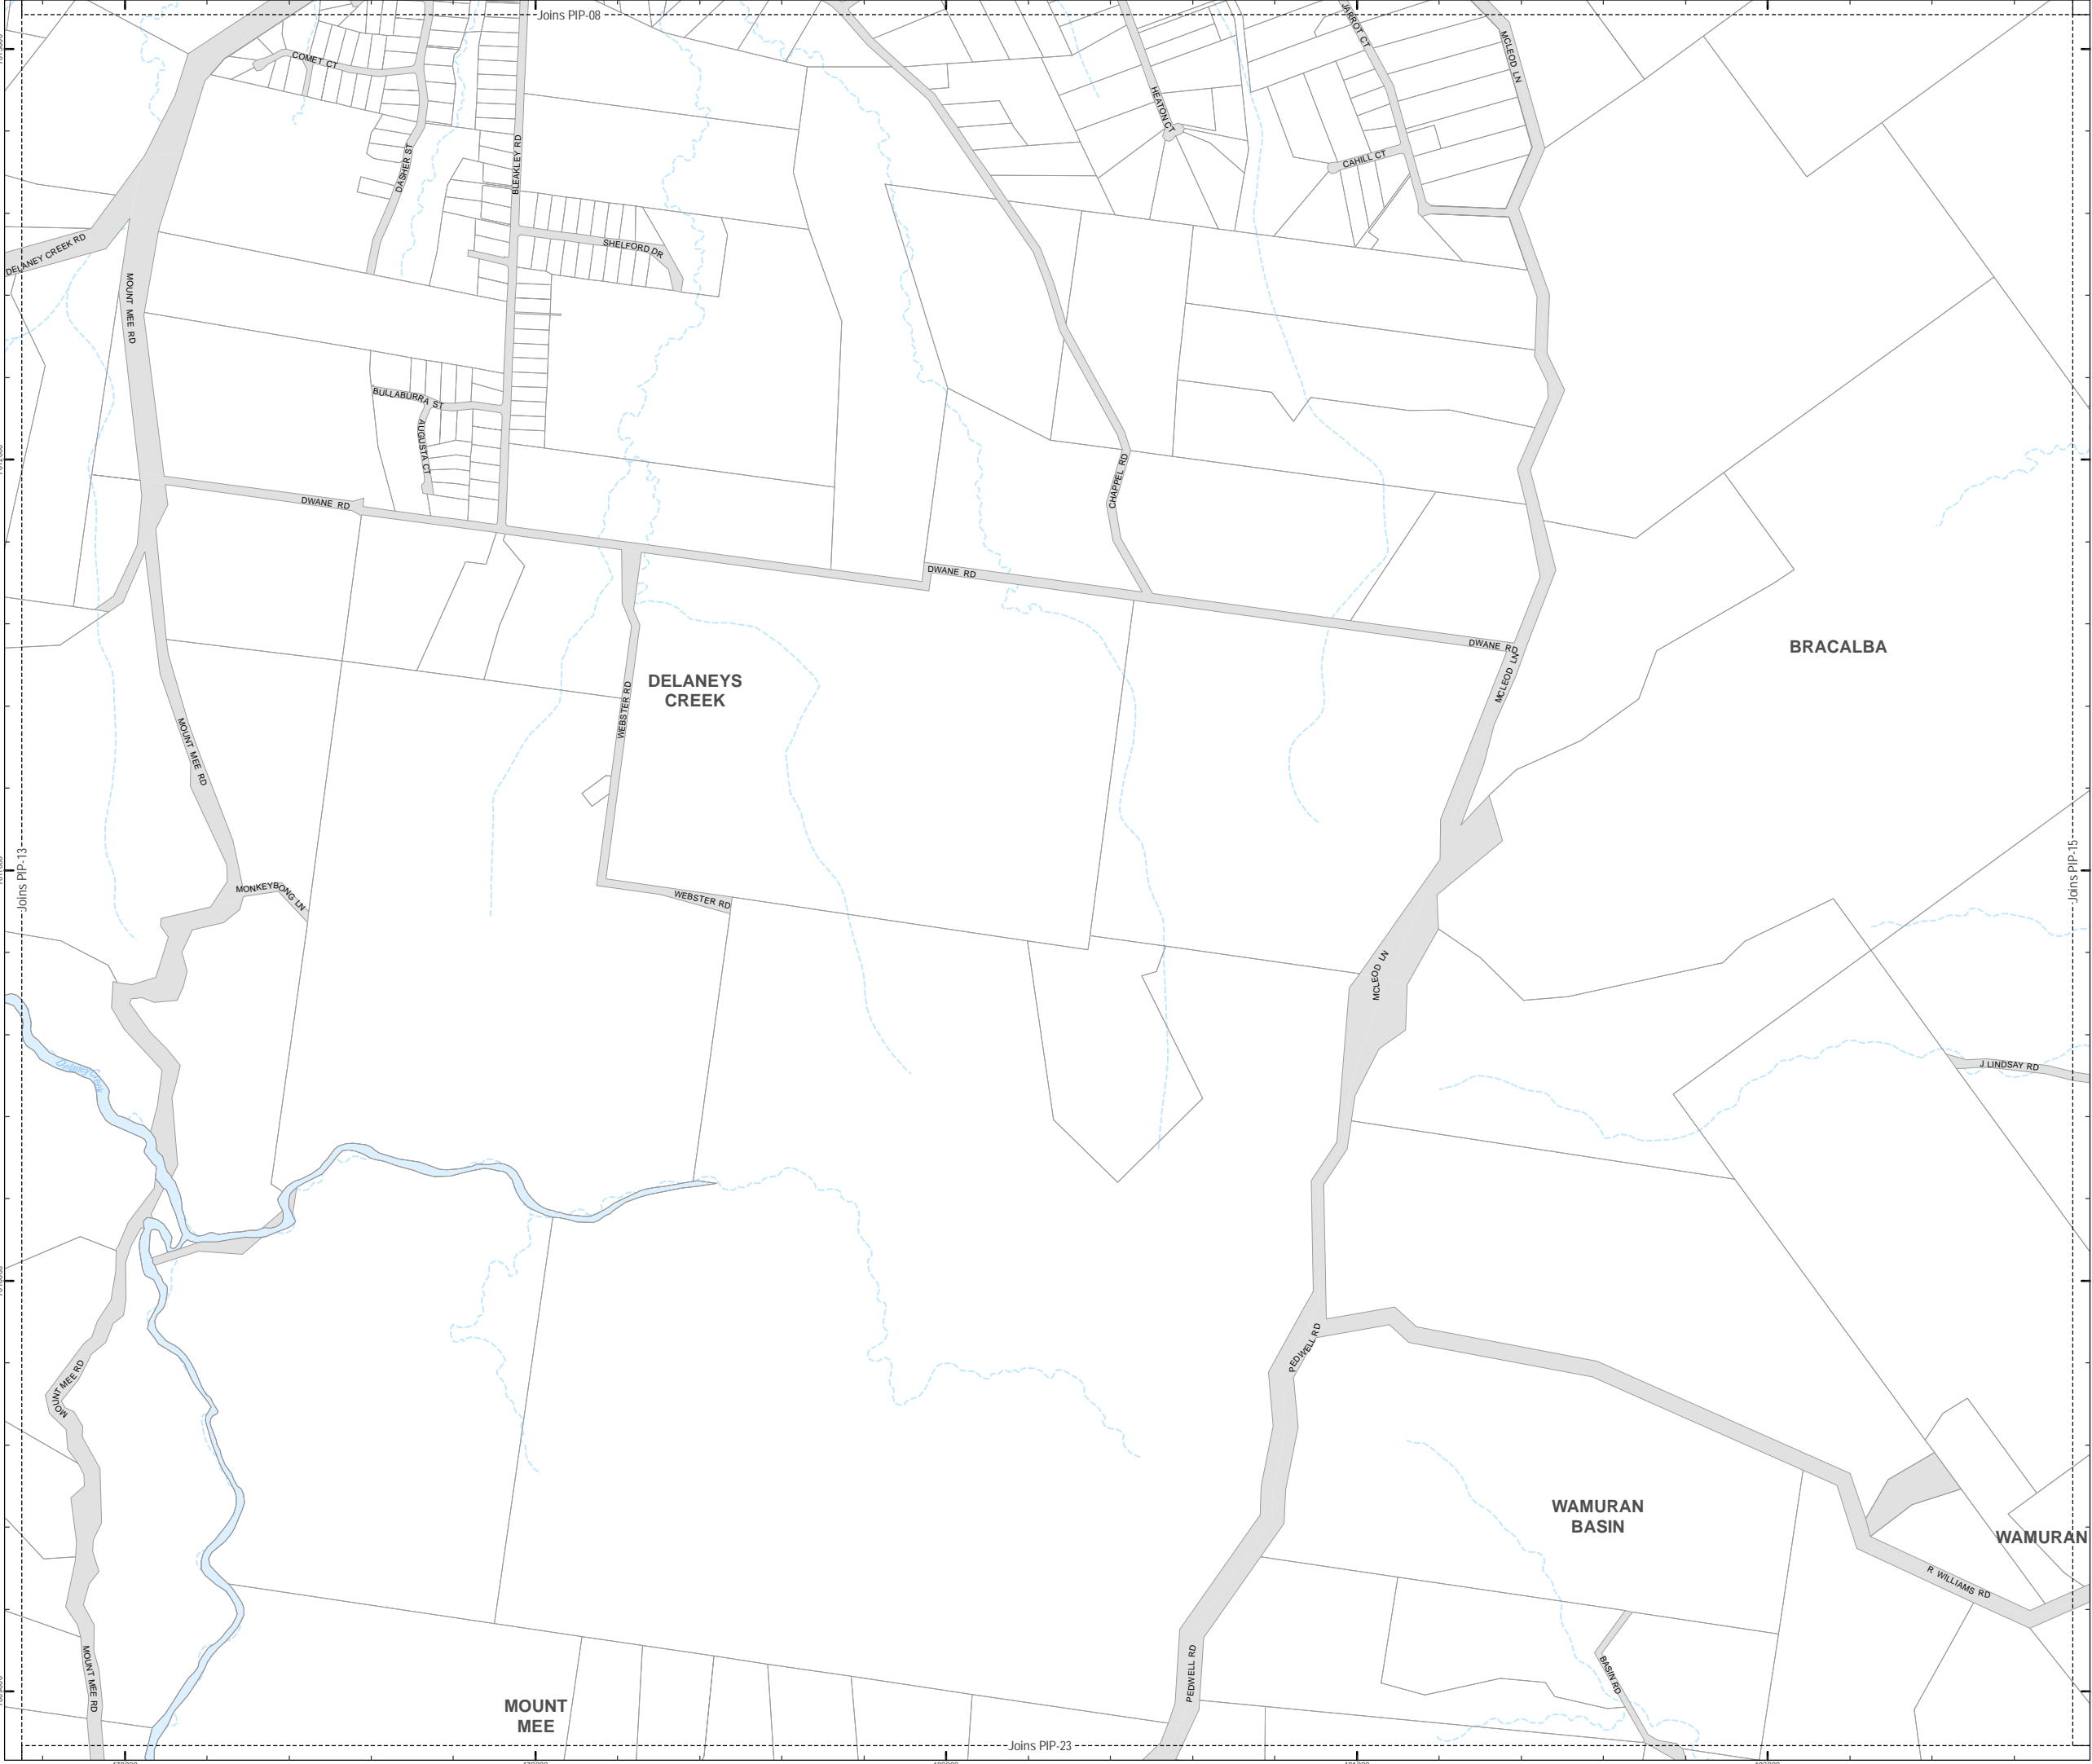 Joins PIP-08
COMET CT
JARROT CT
MCLEOD LN
HEATON CT
BLEAKLEY RD
DASHER ST
CAHILL CT
DELANEY CREEK RD
SHELFORD DR
MOUNT MEE RD
BULLABURRA ST
AUGUSTA CT
CHAPPEL RD
DWANE RD
DWANE RD
DWANE RD
BRACALBA
MCLEOD LN
DELANEYS
CREEK
WEBSTER RD
MOUNT MEE RD
Joins PIP-13
Joins PIP-15
MONKEYBONG LN
WEBSTER RD
MCLEOD LN
Delaney Creek
J LINDSAY RD
PEDWELL RD
MOUNT MEE RD
WAMURAN
BASIN
WAMURAN
R WILLIAMS RD
MOUNT MEE RD
PEDWELL RD
BASIN RD
MOUNT
MEE
Joins PIP-23